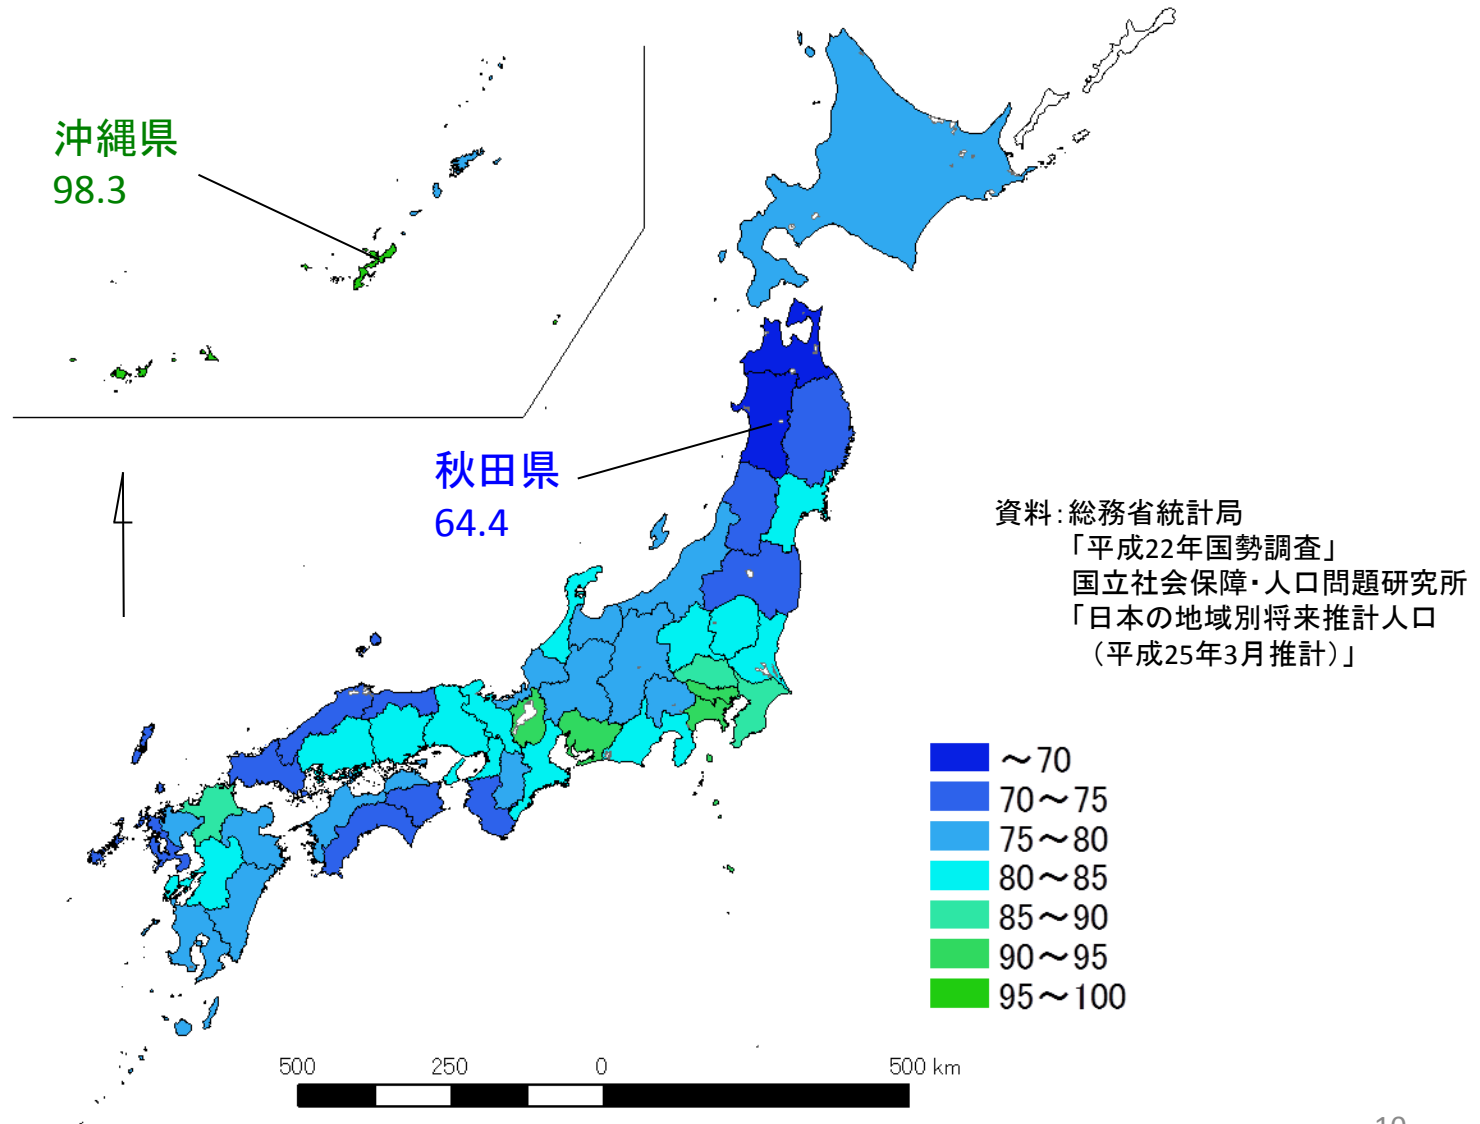 沖縄県
98.3
秋田県
64.4
資料：総務省統計局
「平成22年国勢調査」
国立社会保障・人口問題研究所
「日本の地域別将来推計人口
（平成25年3月推計）」
～70
70～75
75～80
80～85
85～90
90～95
95～100
500 250 0 500 km